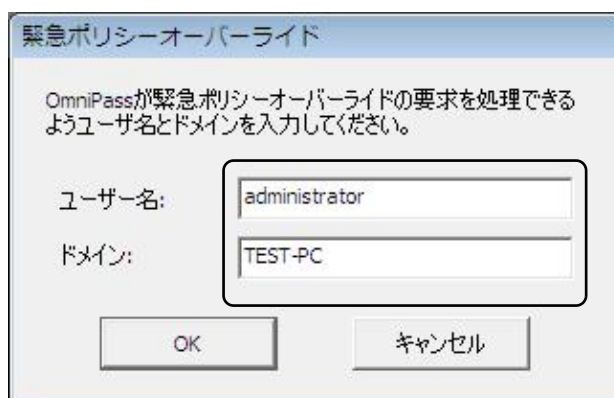 緊急ポリシーオーバーライド
OmniPassが緊急ポリシーオーバーライドの要求を処理できる
ようユーザ名とドメインを入力してください。
ユーザー名:
administrator
ドメイン:
TEST-PC
OK
キャンセル